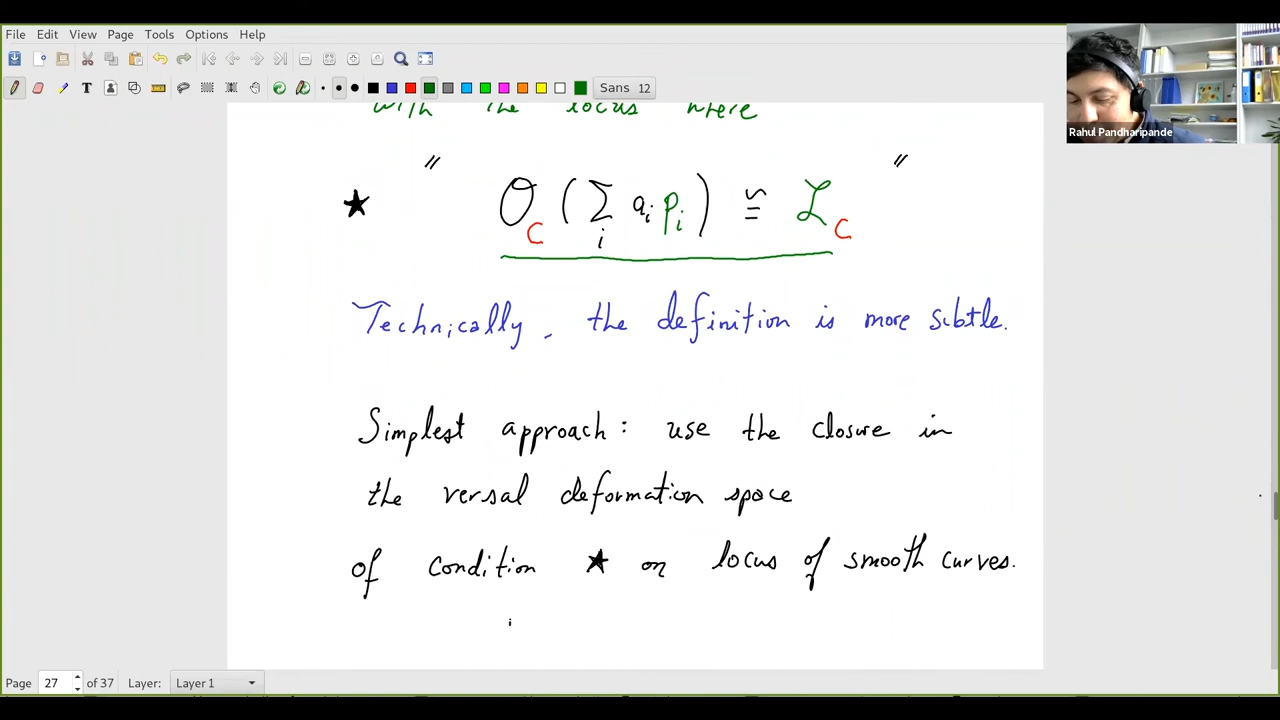 File Edit View Page Tools Options Help
Sans 12
Rahul Pandharipande
with the locus where
" "
★ O_C ( Σ_i a_i p_i ) ≅ L_C
Technically, the definition is more subtle.
Simplest approach: use the closure in
the versal deformation space
of condition ★ on locus of smooth curves.
Page 27 of 37 Layer: Layer 1